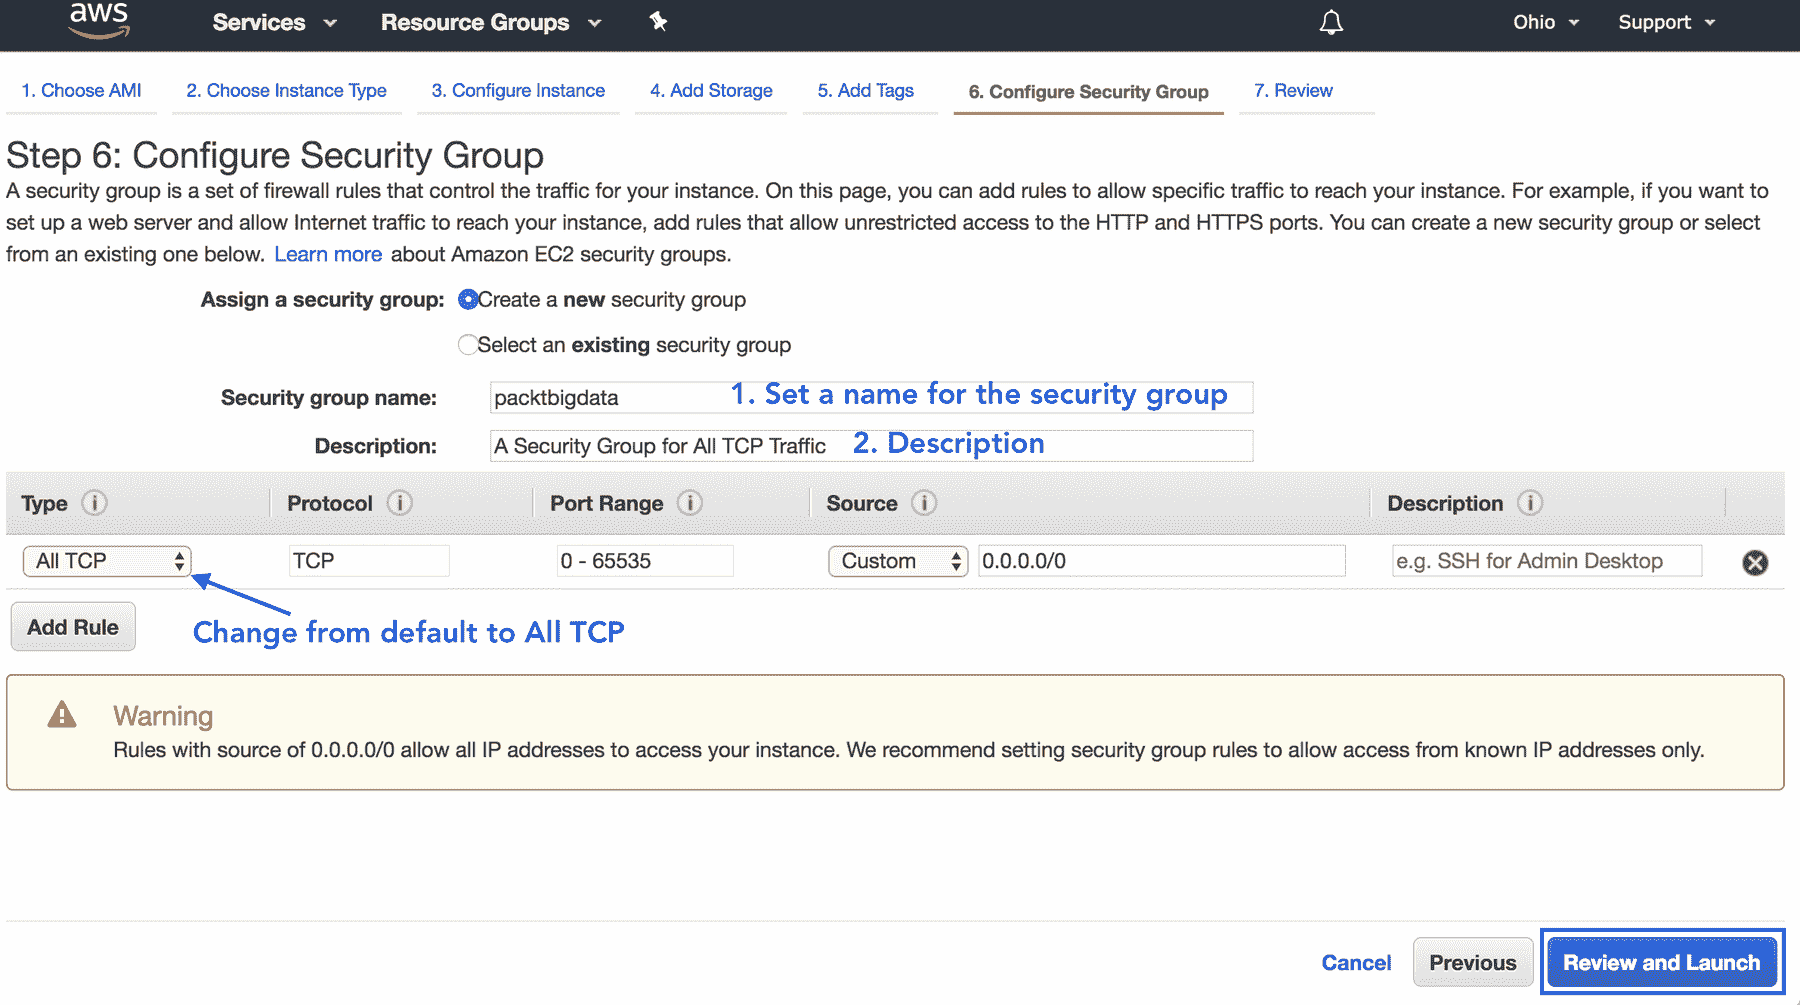 aws Services Resource Groups Ohio Support
1. Choose AMI 2. Choose Instance Type 3. Configure Instance 4. Add Storage 5. Add Tags 6. Configure Security Group 7. Review
Step 6: Configure Security Group
A security group is a set of firewall rules that control the traffic for your instance. On this page, you can add rules to allow specific traffic to reach your instance. For example, if you want to
set up a web server and allow Internet traffic to reach your instance, add rules that allow unrestricted access to the HTTP and HTTPS ports. You can create a new security group or select
from an existing one below. Learn more about Amazon EC2 security groups.
Assign a security group: Create a new security group
Select an existing security group
Security group name: packtbigdata 1. Set a name for the security group
Description: A Security Group for All TCP Traffic 2. Description
Type i Protocol i Port Range i Source i Description i
All TCP TCP 0 - 65535 Custom 0.0.0.0/0 e.g. SSH for Admin Desktop
Add Rule Change from default to All TCP
Warning
Rules with source of 0.0.0.0/0 allow all IP addresses to access your instance. We recommend setting security group rules to allow access from known IP addresses only.
Cancel Previous Review and Launch